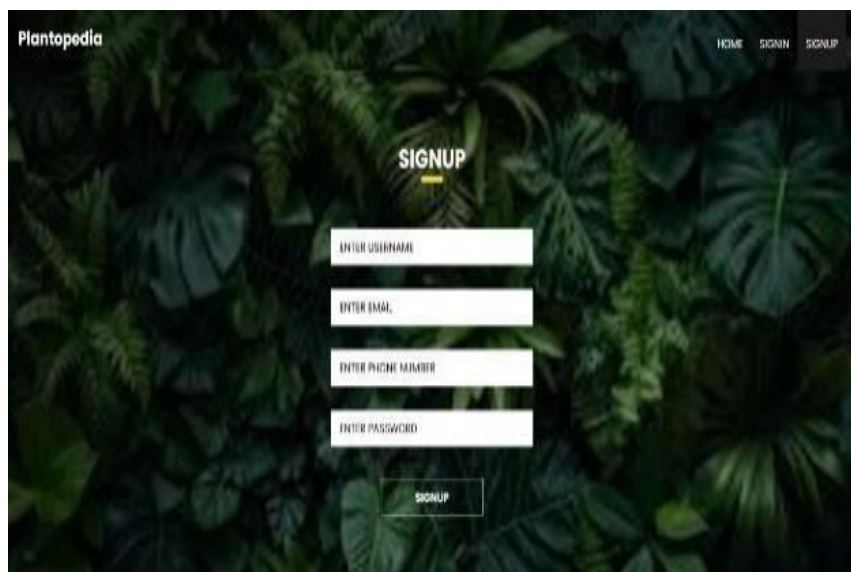 Plantopedia
HOME SIGNIN SIGNUP
SIGNUP
ENTER USERNAME
ENTER EMAIL
ENTER PHONE NUMBER
ENTER PASSWORD
SIGNUP